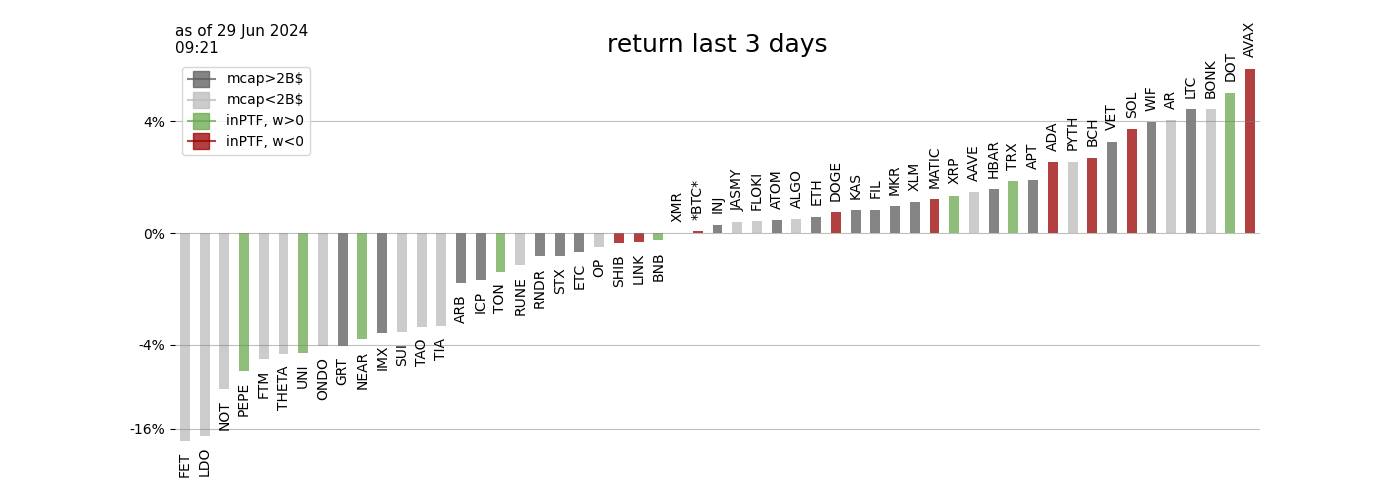 as of 29 Jun 2024
09:21
return last 3 days
mcap>2B$
mcap<2B$
inPTF, w>0
inPTF, w<0
4%
0%
-4%
-16%
FET
LDO
NOT
PEPE
FTM
THETA
UNI
ONDO
GRT
NEAR
IMX
SUI
TAO
TIA
ARB
ICP
TON
RUNE
RNDR
STX
ETC
OP
SHIB
LINK
BNB
XMR
*BTC*
INJ
JASMY
FLOKI
ATOM
ALGO
ETH
DOGE
KAS
FIL
MKR
XLM
MATIC
XRP
AAVE
HBAR
TRX
APT
ADA
PYTH
BCH
VET
SOL
WIF
AR
LTC
BONK
DOT
AVAX